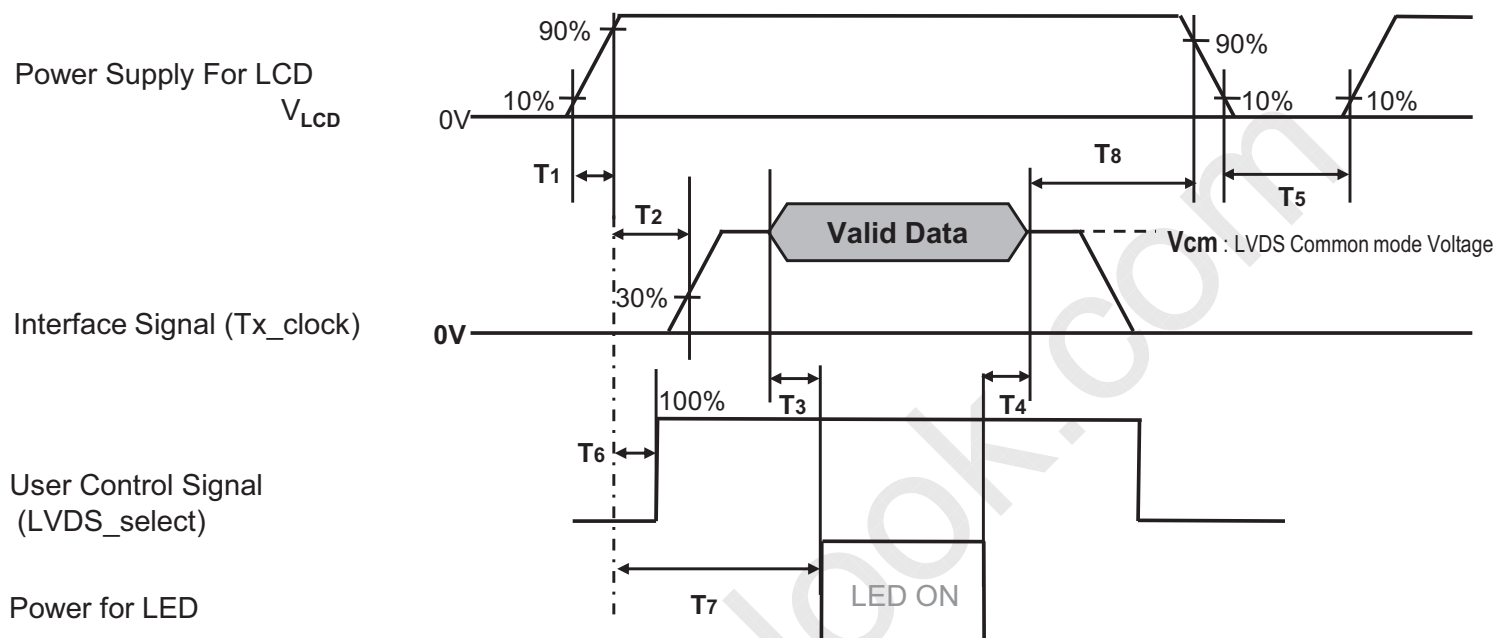 90%
90%
Power Supply For LCD
VLCD
10%
10%
10%
0V
T1
T8
T5
T2
Valid Data
Vcm : LVDS Common mode Voltage
30%
Interface Signal (Tx_clock)
0V
100%
T3
T4
T6
User Control Signal
(LVDS_select)
T7
LED ON
Power for LED
look.com